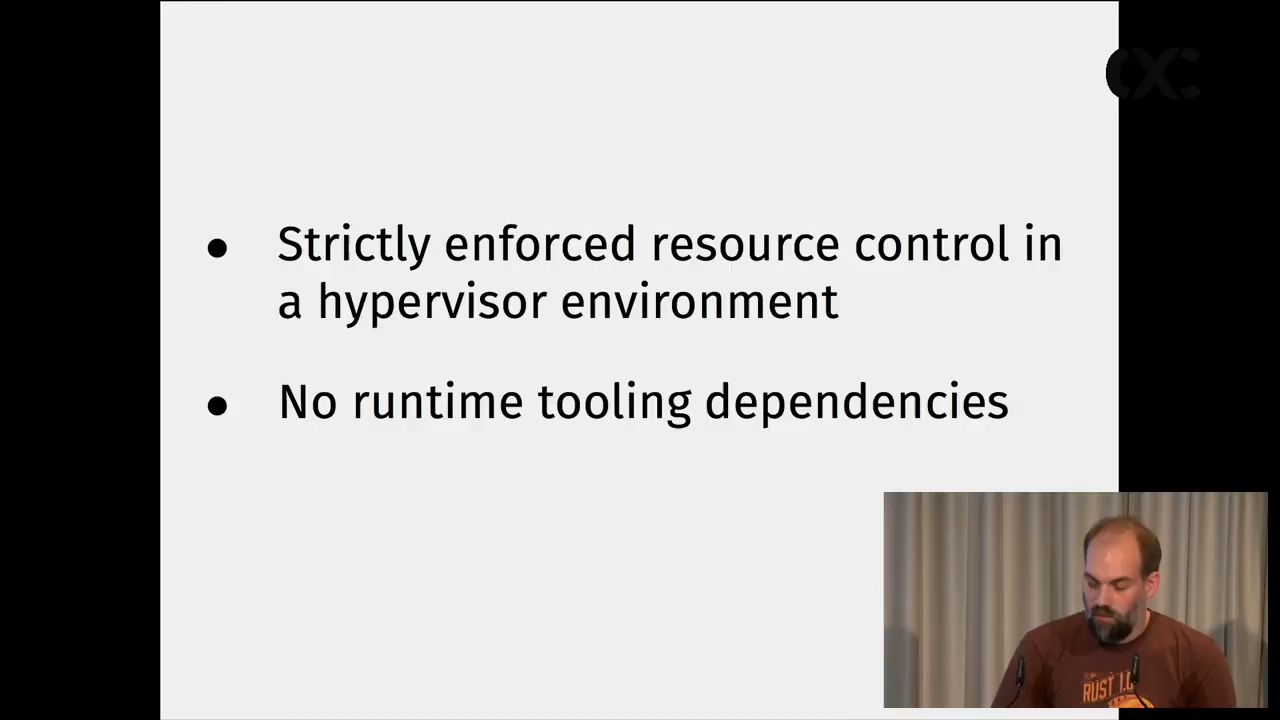 ● Strictly enforced resource control in
a hypervisor environment
● No runtime tooling dependencies
RUST